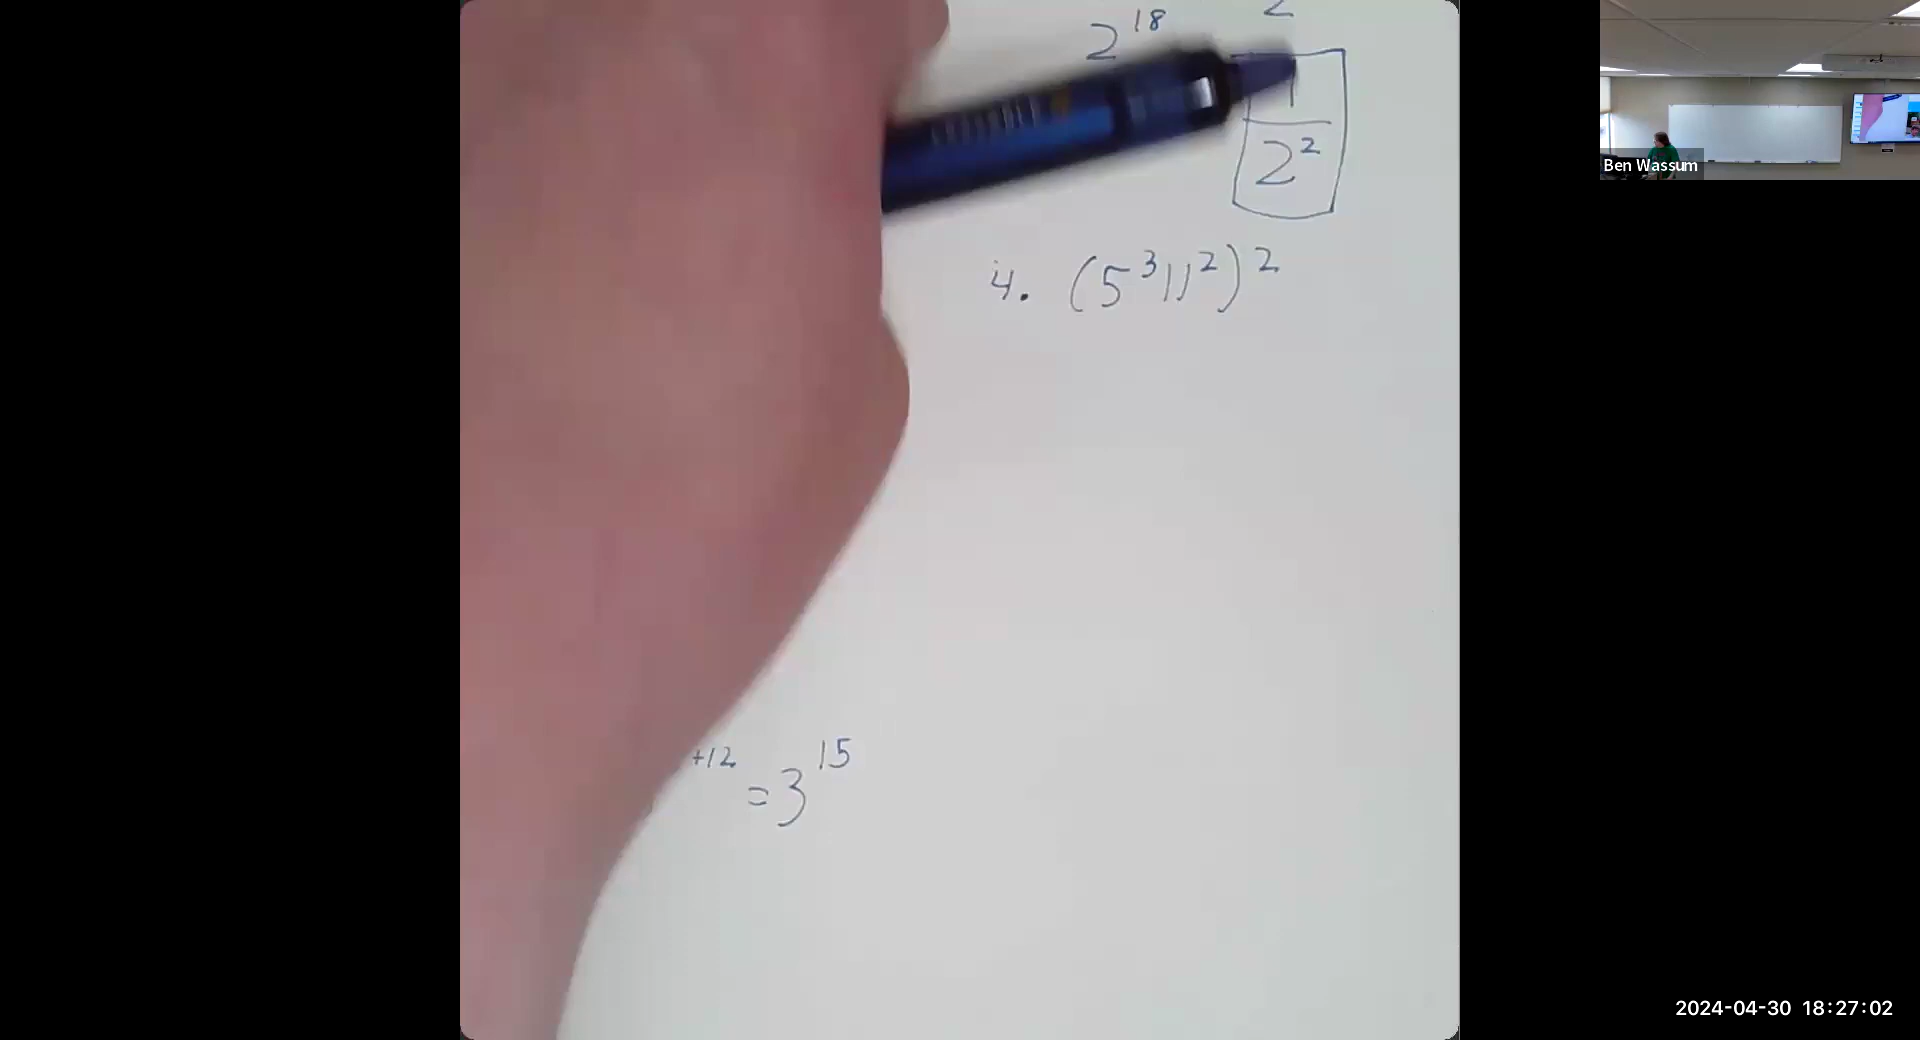 2^18
2
1
2^2
4. (5^3 11^2)^2
+12 = 3^15
Ben Wassum
2024-04-30 18:27:02